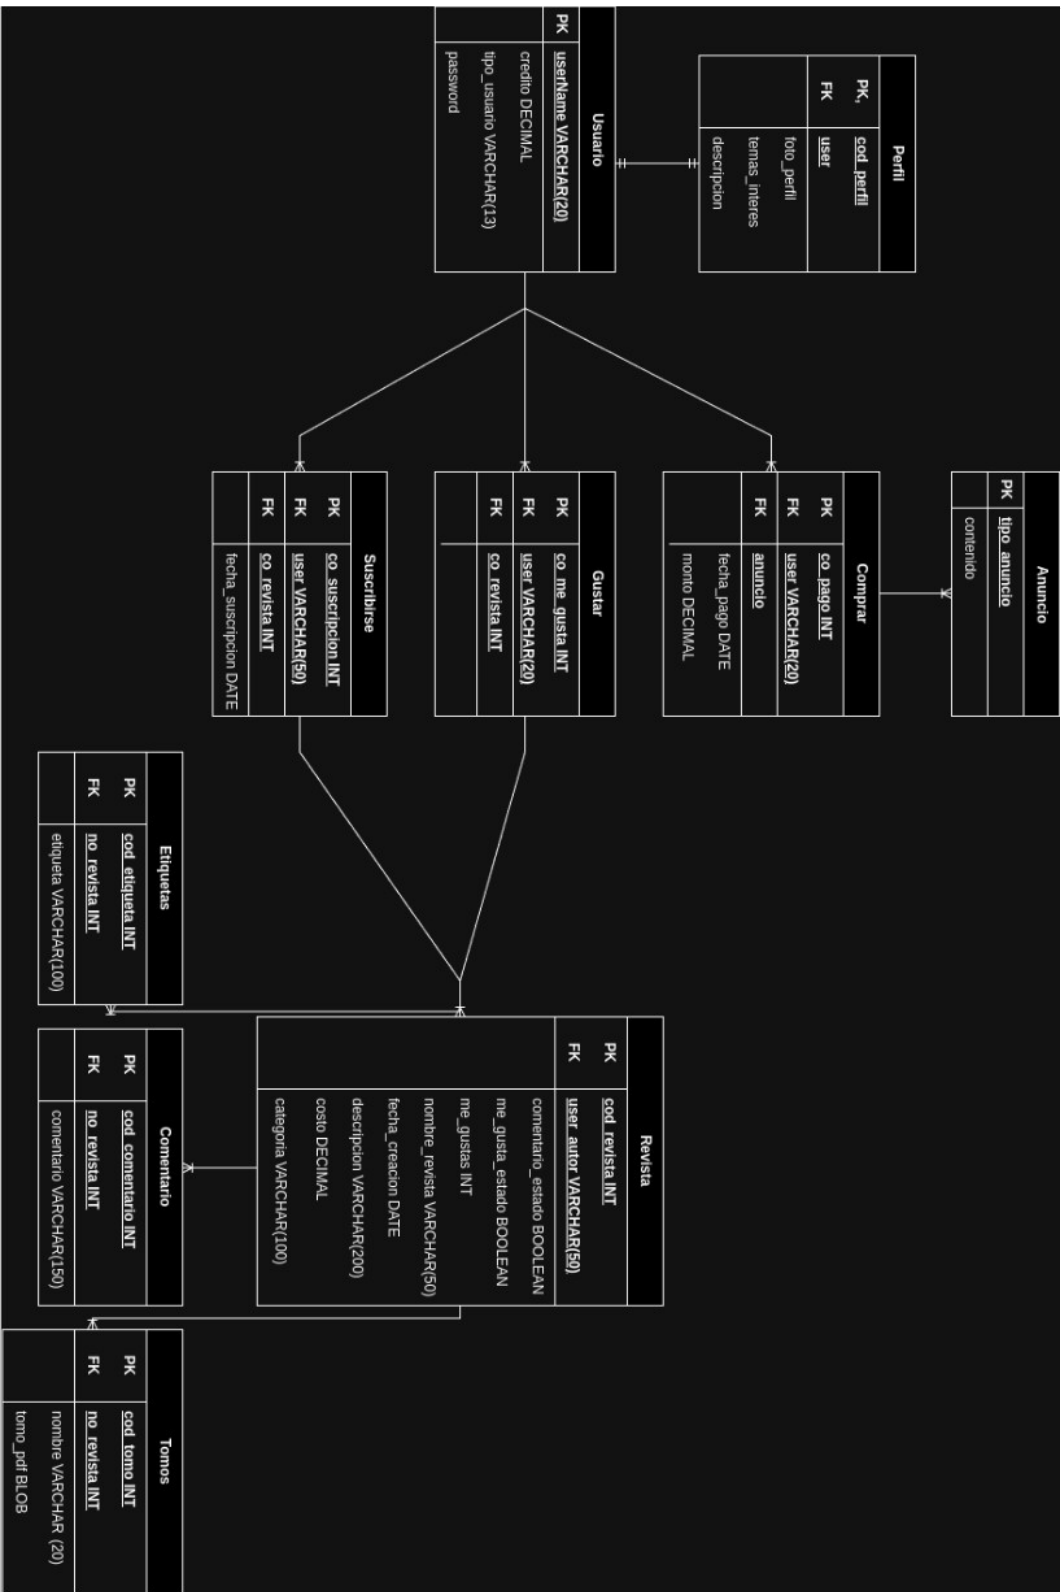 Perfil
PK, cod_perfil
FK user
foto_perfil
temas_interes
descripcion
Usuario
PK userName VARCHAR(20)
credito DECIMAL
tipo_usuario VARCHAR(13)
password
Anuncio
PK tipo_anuncio
contenido
Comprar
PK co_pago INT
FK user VARCHAR(20)
FK anuncio
fecha_pago DATE
monto DECIMAL
Gustar
PK co_me_gusta INT
FK user VARCHAR(20)
FK co_revista INT
Suscribirse
PK co_suscripcion INT
FK user VARCHAR(50)
FK co_revista INT
fecha_suscripcion DATE
Etiquetas
PK cod_etiqueta INT
FK no_revista INT
etiqueta VARCHAR(100)
Revista
PK cod_revista INT
FK user_autor VARCHAR(50)
comentario_estado BOOLEAN
me_gusta_estado BOOLEAN
me_gustas INT
nombre_revista VARCHAR(50)
fecha_creacion DATE
descripcion VARCHAR(200)
costo DECIMAL
categoria VARCHAR(100)
Comentario
PK cod_comentario INT
FK no_revista INT
comentario VARCHAR(150)
Tomos
PK cod_tomo INT
FK no_revista INT
nombre VARCHAR (20)
tomo_pdf BLOB